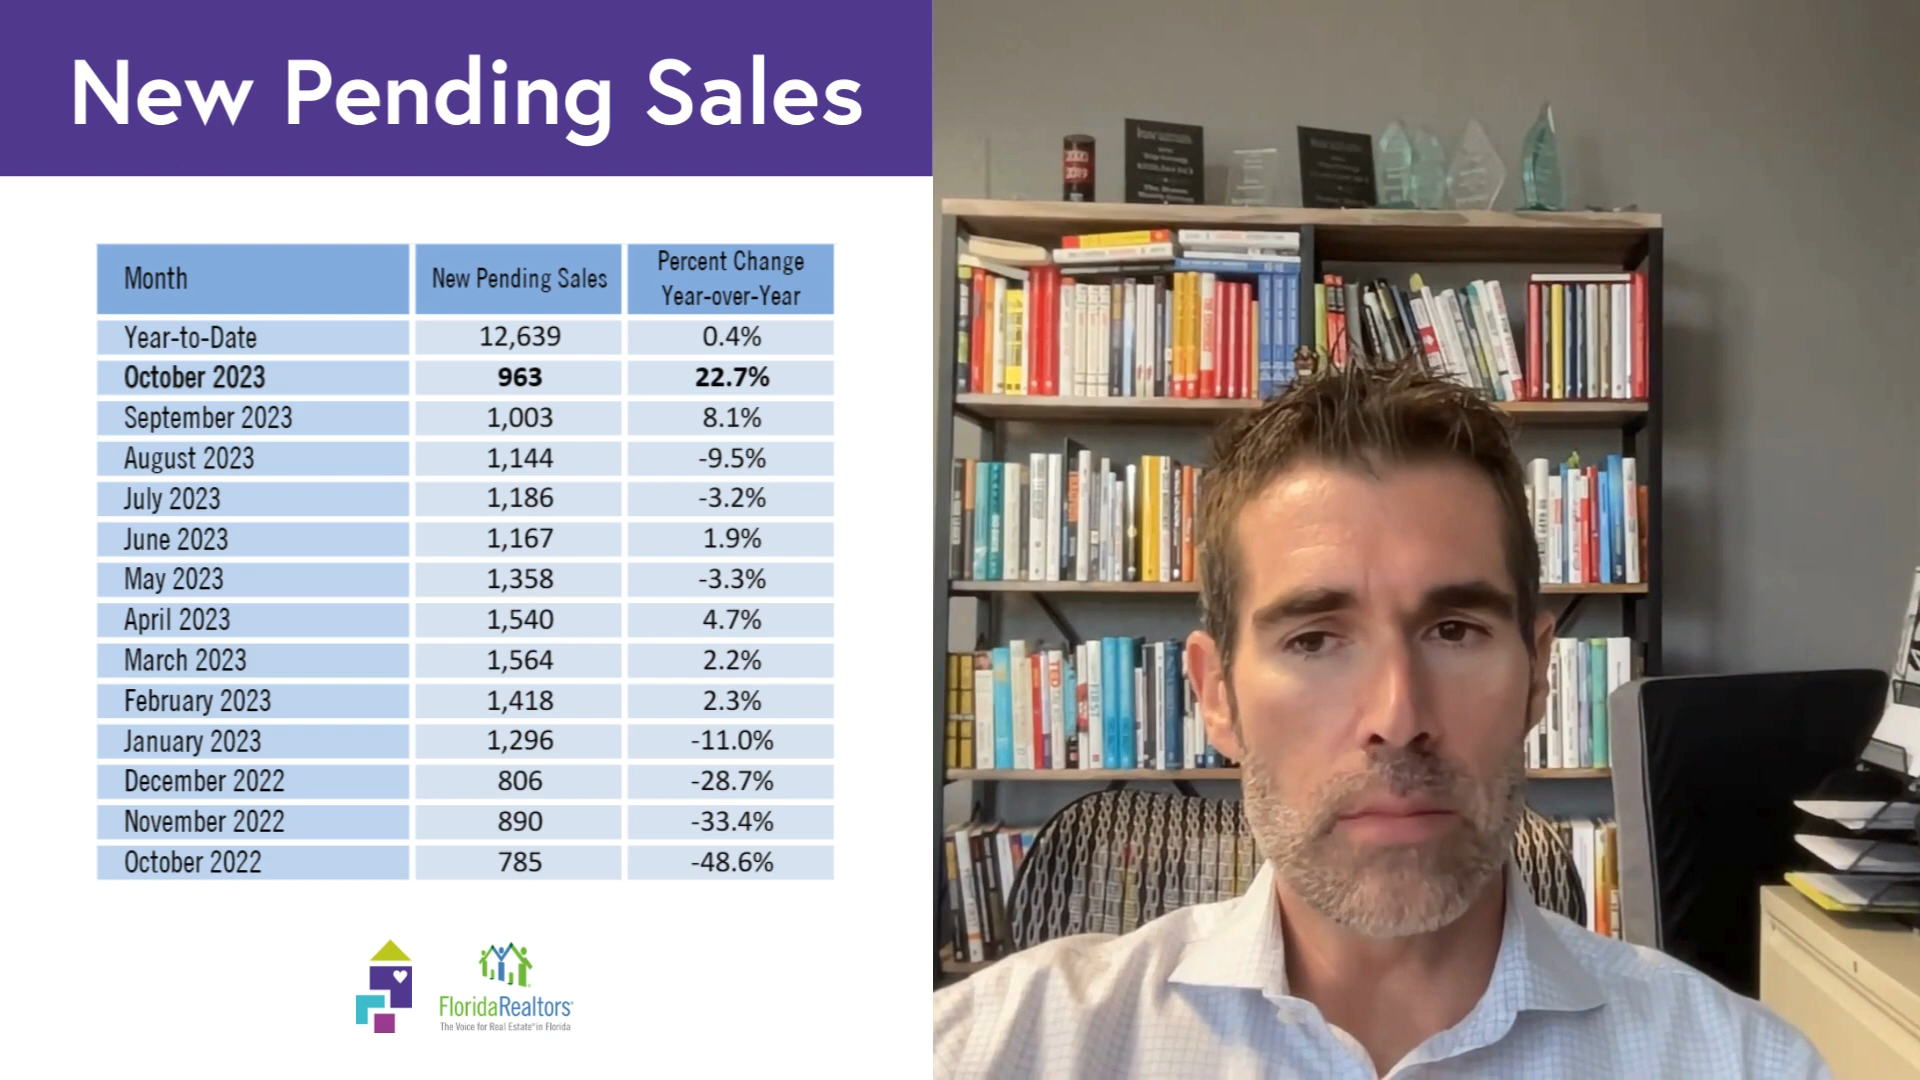 New Pending Sales
Month New Pending Sales Percent Change Year-over-Year
Year-to-Date 12,639 0.4%
October 2023 963 22.7%
September 2023 1,003 8.1%
August 2023 1,144 -9.5%
July 2023 1,186 -3.2%
June 2023 1,167 1.9%
May 2023 1,358 -3.3%
April 2023 1,540 4.7%
March 2023 1,564 2.2%
February 2023 1,418 2.3%
January 2023 1,296 -11.0%
December 2022 806 -28.7%
November 2022 890 -33.4%
October 2022 785 -48.6%
FloridaRealtors®
The Voice for Real Estate® in Florida